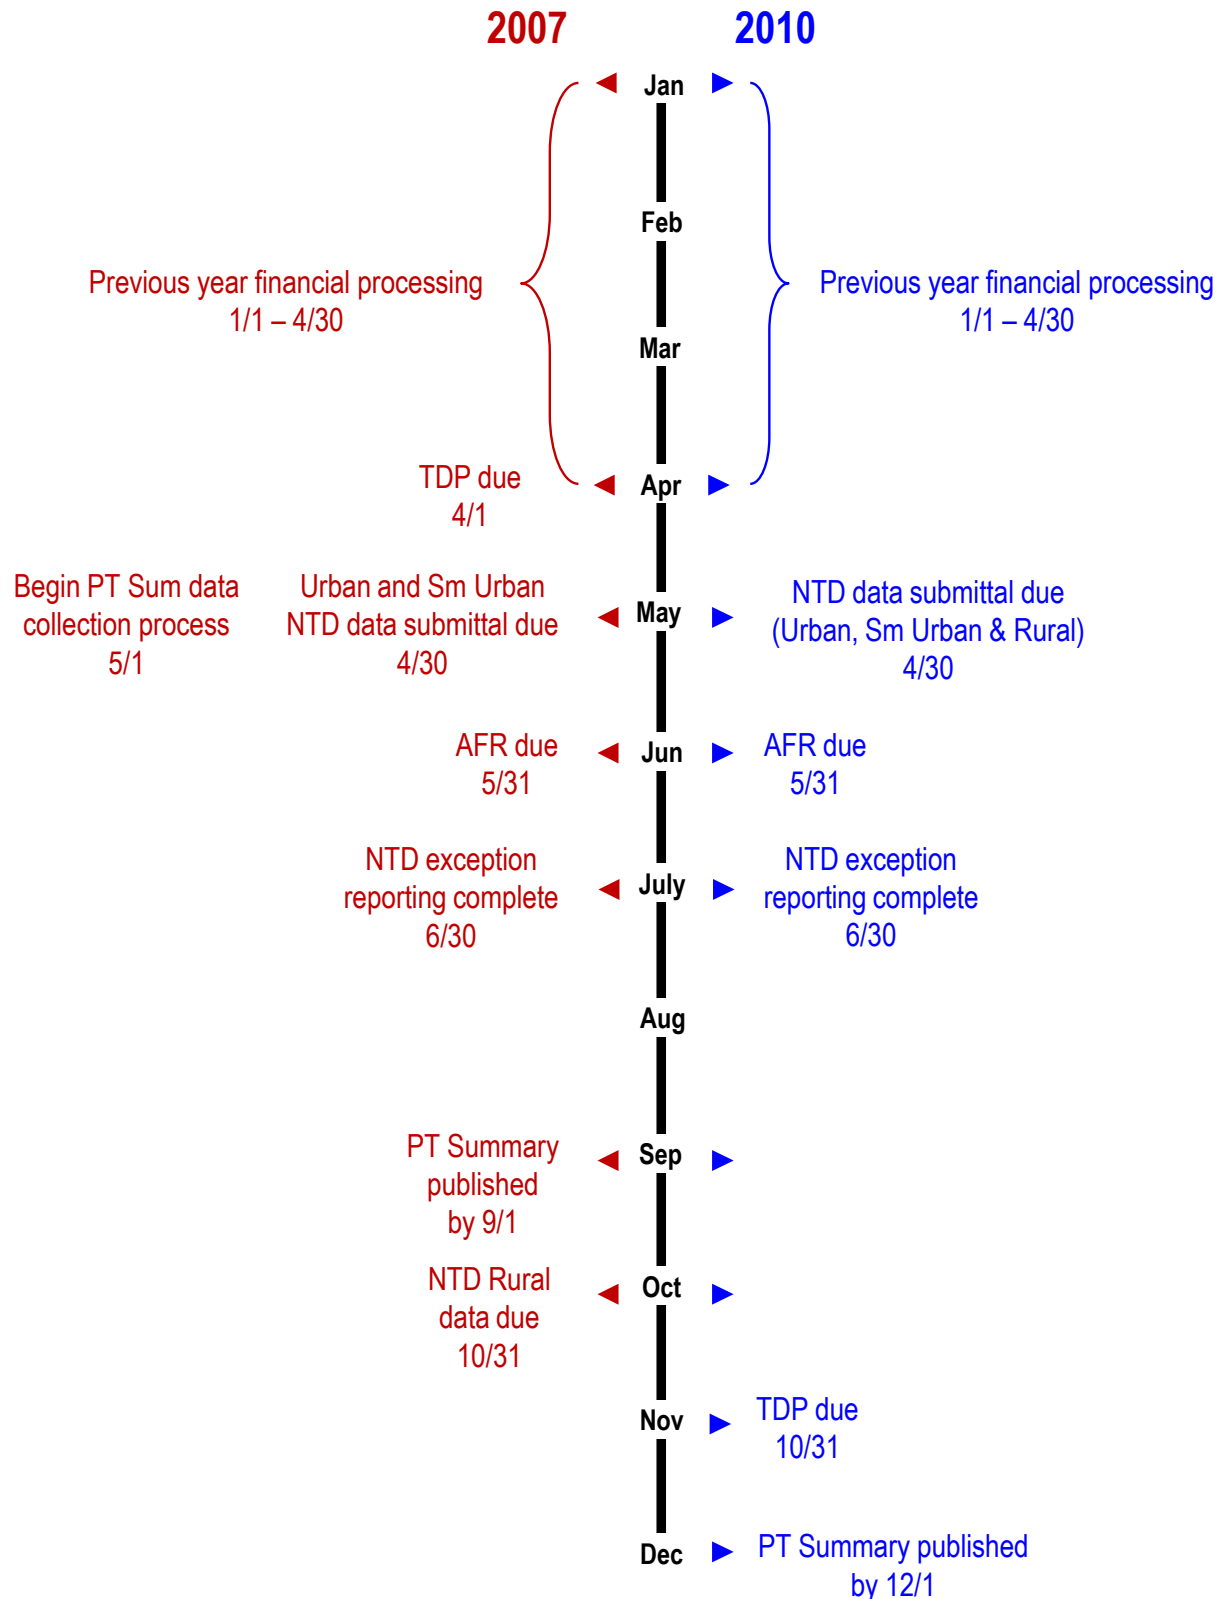 2007
2010
Jan
Feb
Previous year financial processing
1/1 – 4/30
Previous year financial processing
1/1 – 4/30
Mar
TDP due
4/1
Apr
Begin PT Sum data
collection process
5/1
Urban and Sm Urban
NTD data submittal due
4/30
May
NTD data submittal due
(Urban, Sm Urban & Rural)
4/30
AFR due
5/31
Jun
AFR due
5/31
NTD exception
reporting complete
6/30
July
NTD exception
reporting complete
6/30
Aug
PT Summary
published
by 9/1
Sep
NTD Rural
data due
10/31
Oct
Nov
TDP due
10/31
Dec
PT Summary published
by 12/1